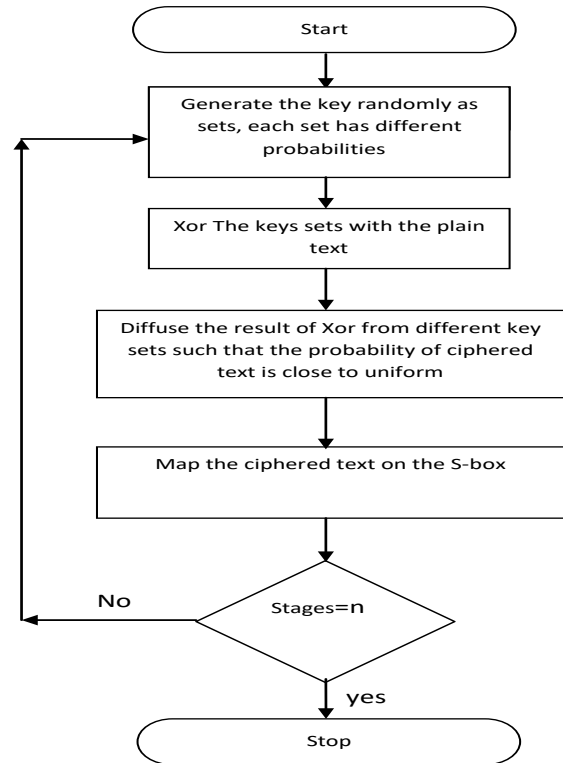 Start
Generate the key randomly as
sets, each set has different
probabilities
Xor The keys sets with the plain
text
Diffuse the result of Xor from different key
sets such that the probability of ciphered
text is close to uniform
Map the ciphered text on the S-box
No
Stages=n
yes
Stop